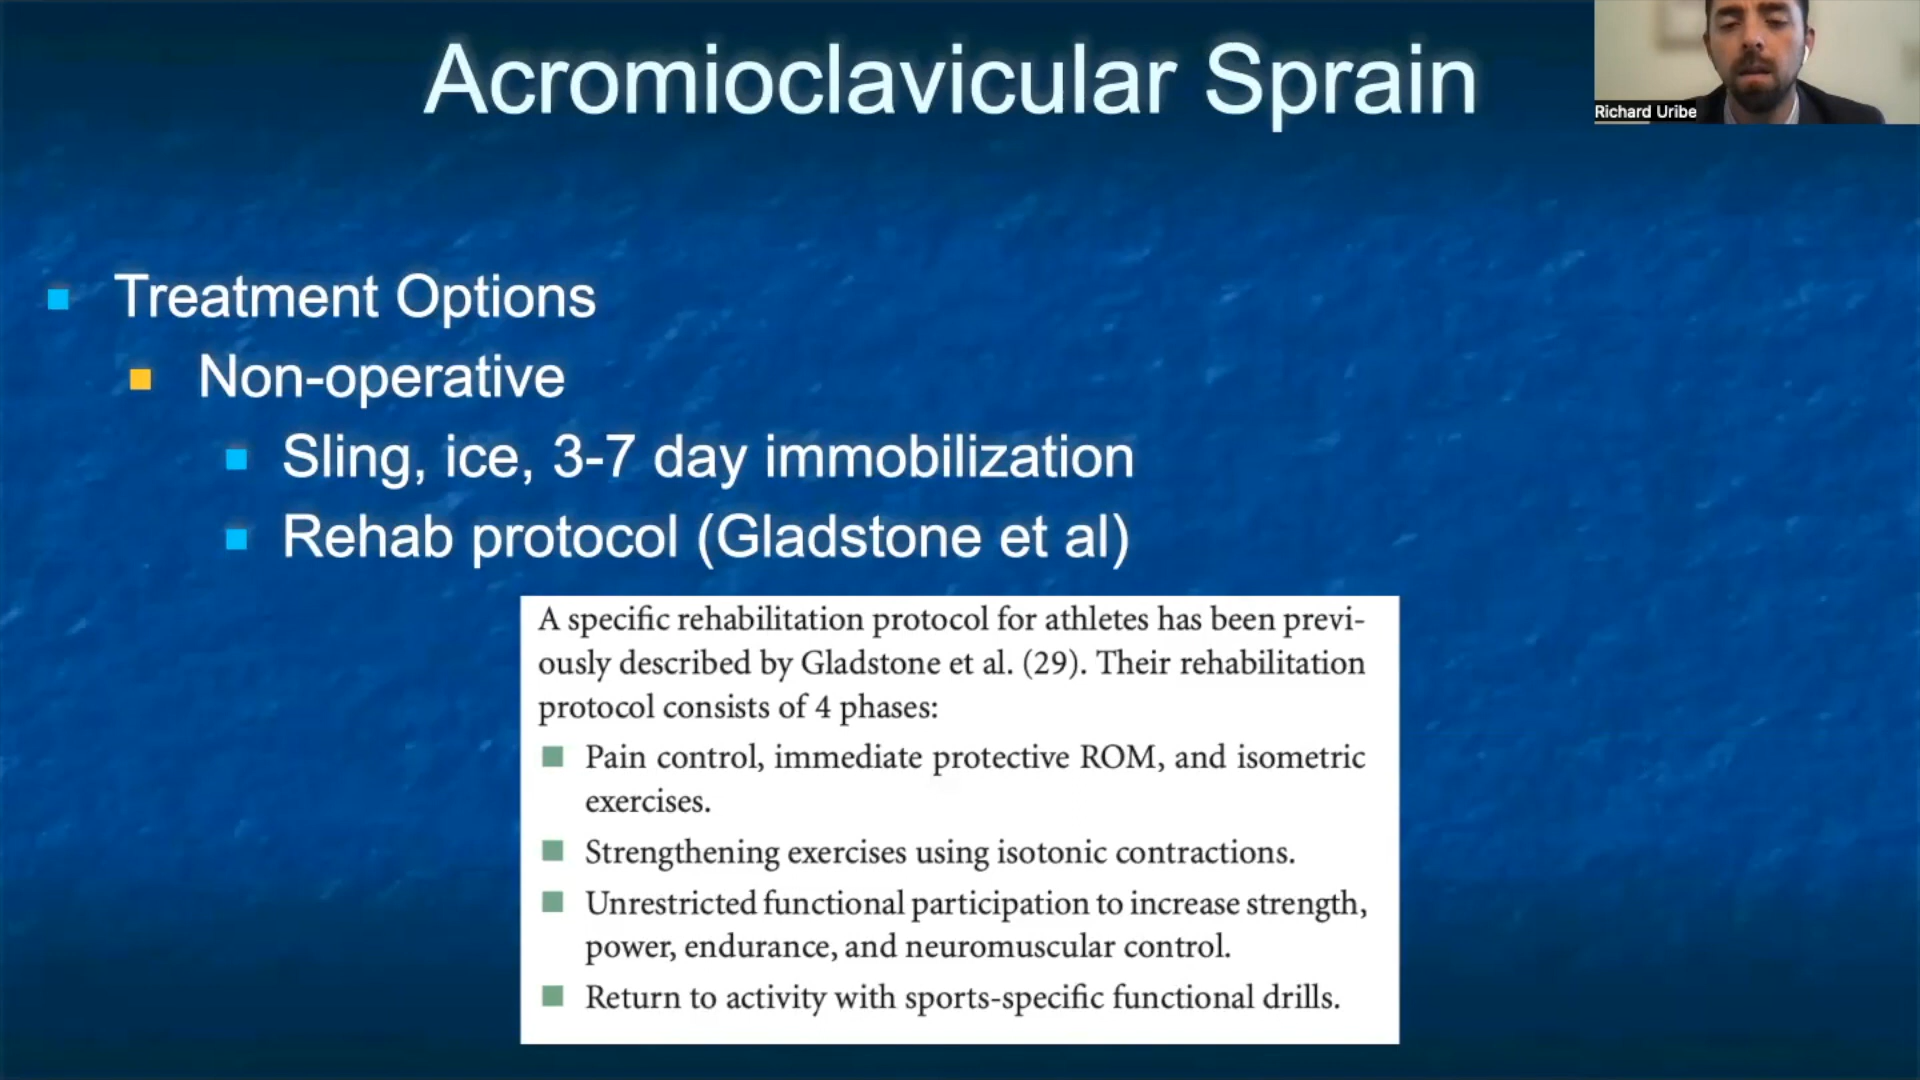 Acromioclavicular Sprain
Richard Uribe
Treatment Options
Non-operative
Sling, ice, 3-7 day immobilization
Rehab protocol (Gladstone et al)
A specific rehabilitation protocol for athletes has been previ-
ously described by Gladstone et al. (29). Their rehabilitation
protocol consists of 4 phases:
Pain control, immediate protective ROM, and isometric
exercises.
Strengthening exercises using isotonic contractions.
Unrestricted functional participation to increase strength,
power, endurance, and neuromuscular control.
Return to activity with sports-specific functional drills.